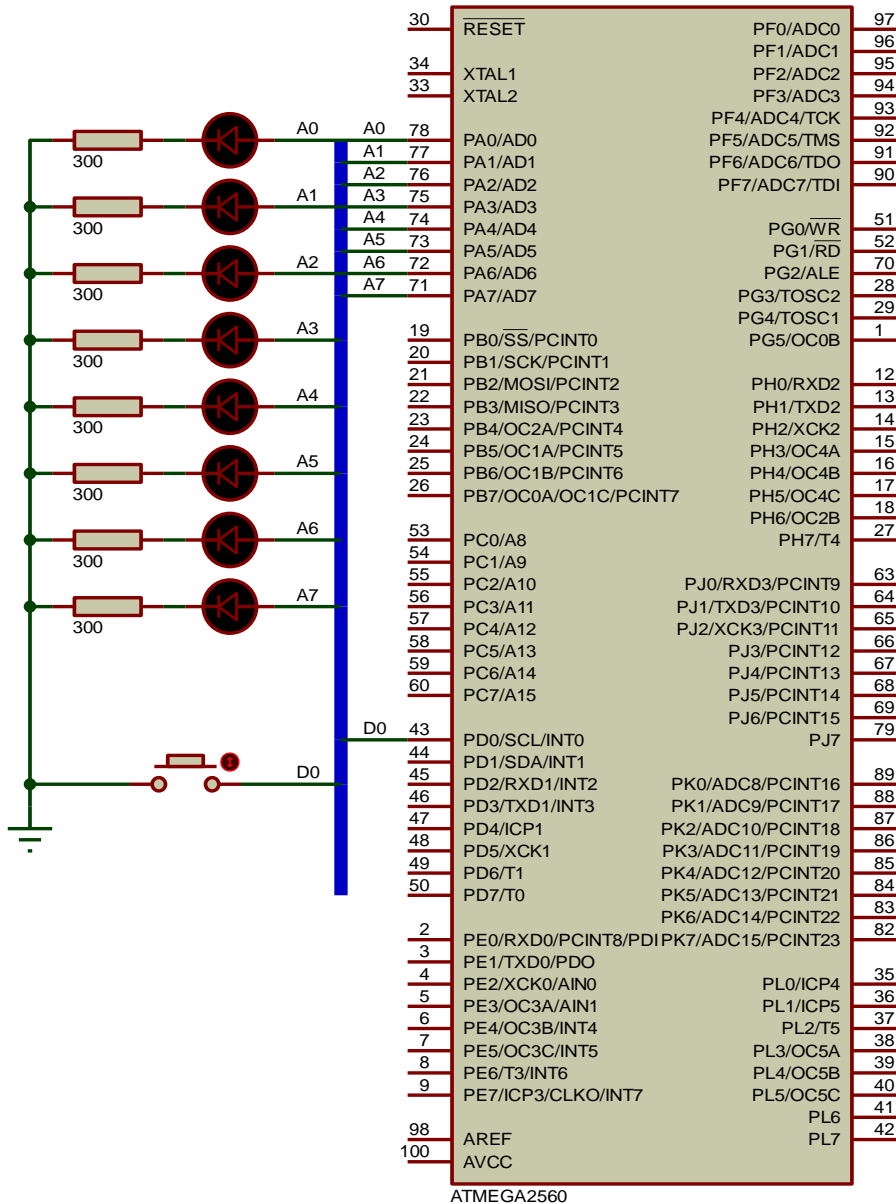 30 RESET PF0/ADC0 97
PF1/ADC1 96
34 XTAL1 PF2/ADC2 95
33 XTAL2 PF3/ADC3 94
PF4/ADC4/TCK 93
A0 A0 78 PA0/AD0 PF5/ADC5/TMS 92
300 A1 77 PA1/AD1 PF6/ADC6/TDO 91
A2 76 PA2/AD2 PF7/ADC7/TDI 90
A1 A3 75 PA3/AD3
300 A4 74 PA4/AD4 PG0/WR 51
A5 73 PA5/AD5 PG1/RD 52
A2 A6 72 PA6/AD6 PG2/ALE 70
300 A7 71 PA7/AD7 PG3/TOSC2 28
PG4/TOSC1 29
A3 19 PB0/SS/PCINT0 PG5/OC0B 1
300 20 PB1/SCK/PCINT1
21 PB2/MOSI/PCINT2 PH0/RXD2 12
A4 22 PB3/MISO/PCINT3 PH1/TXD2 13
300 23 PB4/OC2A/PCINT4 PH2/XCK2 14
24 PB5/OC1A/PCINT5 PH3/OC4A 15
A5 25 PB6/OC1B/PCINT6 PH4/OC4B 16
300 26 PB7/OC0A/OC1C/PCINT7 PH5/OC4C 17
PH6/OC2B 18
A6 53 PC0/A8 PH7/T4 27
300 54 PC1/A9
55 PC2/A10 PJ0/RXD3/PCINT9 63
A7 56 PC3/A11 PJ1/TXD3/PCINT10 64
300 57 PC4/A12 PJ2/XCK3/PCINT11 65
58 PC5/A13 PJ3/PCINT12 66
59 PC6/A14 PJ4/PCINT13 67
60 PC7/A15 PJ5/PCINT14 68
PJ6/PCINT15 69
D0 43 PD0/SCL/INT0 PJ7 79
44 PD1/SDA/INT1
D0 45 PD2/RXD1/INT2 PK0/ADC8/PCINT16 89
46 PD3/TXD1/INT3 PK1/ADC9/PCINT17 88
47 PD4/ICP1 PK2/ADC10/PCINT18 87
48 PD5/XCK1 PK3/ADC11/PCINT19 86
49 PD6/T1 PK4/ADC12/PCINT20 85
50 PD7/T0 PK5/ADC13/PCINT21 84
PK6/ADC14/PCINT22 83
2 PE0/RXD0/PCINT8/PDI PK7/ADC15/PCINT23 82
3 PE1/TXD0/PDO
4 PE2/XCK0/AIN0 PL0/ICP4 35
5 PE3/OC3A/AIN1 PL1/ICP5 36
6 PE4/OC3B/INT4 PL2/T5 37
7 PE5/OC3C/INT5 PL3/OC5A 38
8 PE6/T3/INT6 PL4/OC5B 39
9 PE7/ICP3/CLKO/INT7 PL5/OC5C 40
PL6 41
98 AREF PL7 42
100 AVCC
ATMEGA2560